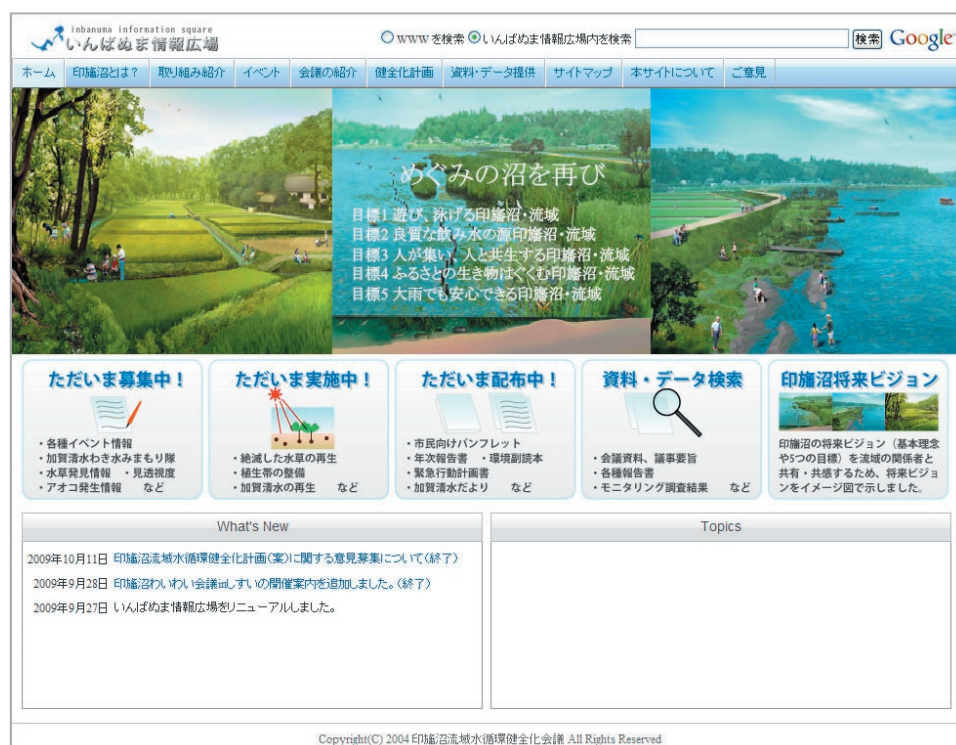 inbanuma information square
いんばぬま情報広場
WWW を検索 いんばぬま情報広場内を検索 検索 Google
ホーム 印旛沼とは? 取り組み紹介 イベント 会議の紹介 健全化計画 資料・データ提供 サイトマップ 本サイトについて ご意見
めぐみの沼を再び
目標1 遊び、泳げる印旛沼・流域
目標2 良質な飲み水の源印旛沼・流域
目標3 人が集い、人と共生する印旛沼・流域
目標4 ふるさとの生き物はぐくむ印旛沼・流域
目標5 大雨でも安心できる印旛沼・流域
ただいま募集中!
・各種イベント情報
・加賀清水わき水みまもり隊
・水草発見情報 ・見透視度
・アオコ発生情報 など
ただいま実施中!
・絶滅した水草の再生
・植生帯の整備
・加賀清水の再生 など
ただいま配布中!
・市民向けパンフレット
・年次報告書 ・環境副読本
・緊急行動計画書
・加賀清水だより など
資料・データ検索
・会議資料、議事要旨
・各種報告書
・モニタリング調査結果 など
印旛沼将来ビジョン
印旛沼の将来ビジョン(基本理念
や5つの目標)を流域の関係者と
共有・共感するため、将来ビジョ
ンをイメージ図で示しました。
What's New
2009年10月11日 印旛沼流域水循環健全化計画(案)に関する意見募集について(終了)
2009年9月28日 印旛沼わいわい会議inしすいの開催案内を追加しました。(終了)
2009年9月27日 いんばぬま情報広場をリニューアルしました。
Topics
Copyright(C) 2004 印旛沼流域水循環健全化会議 All Rights Reserved